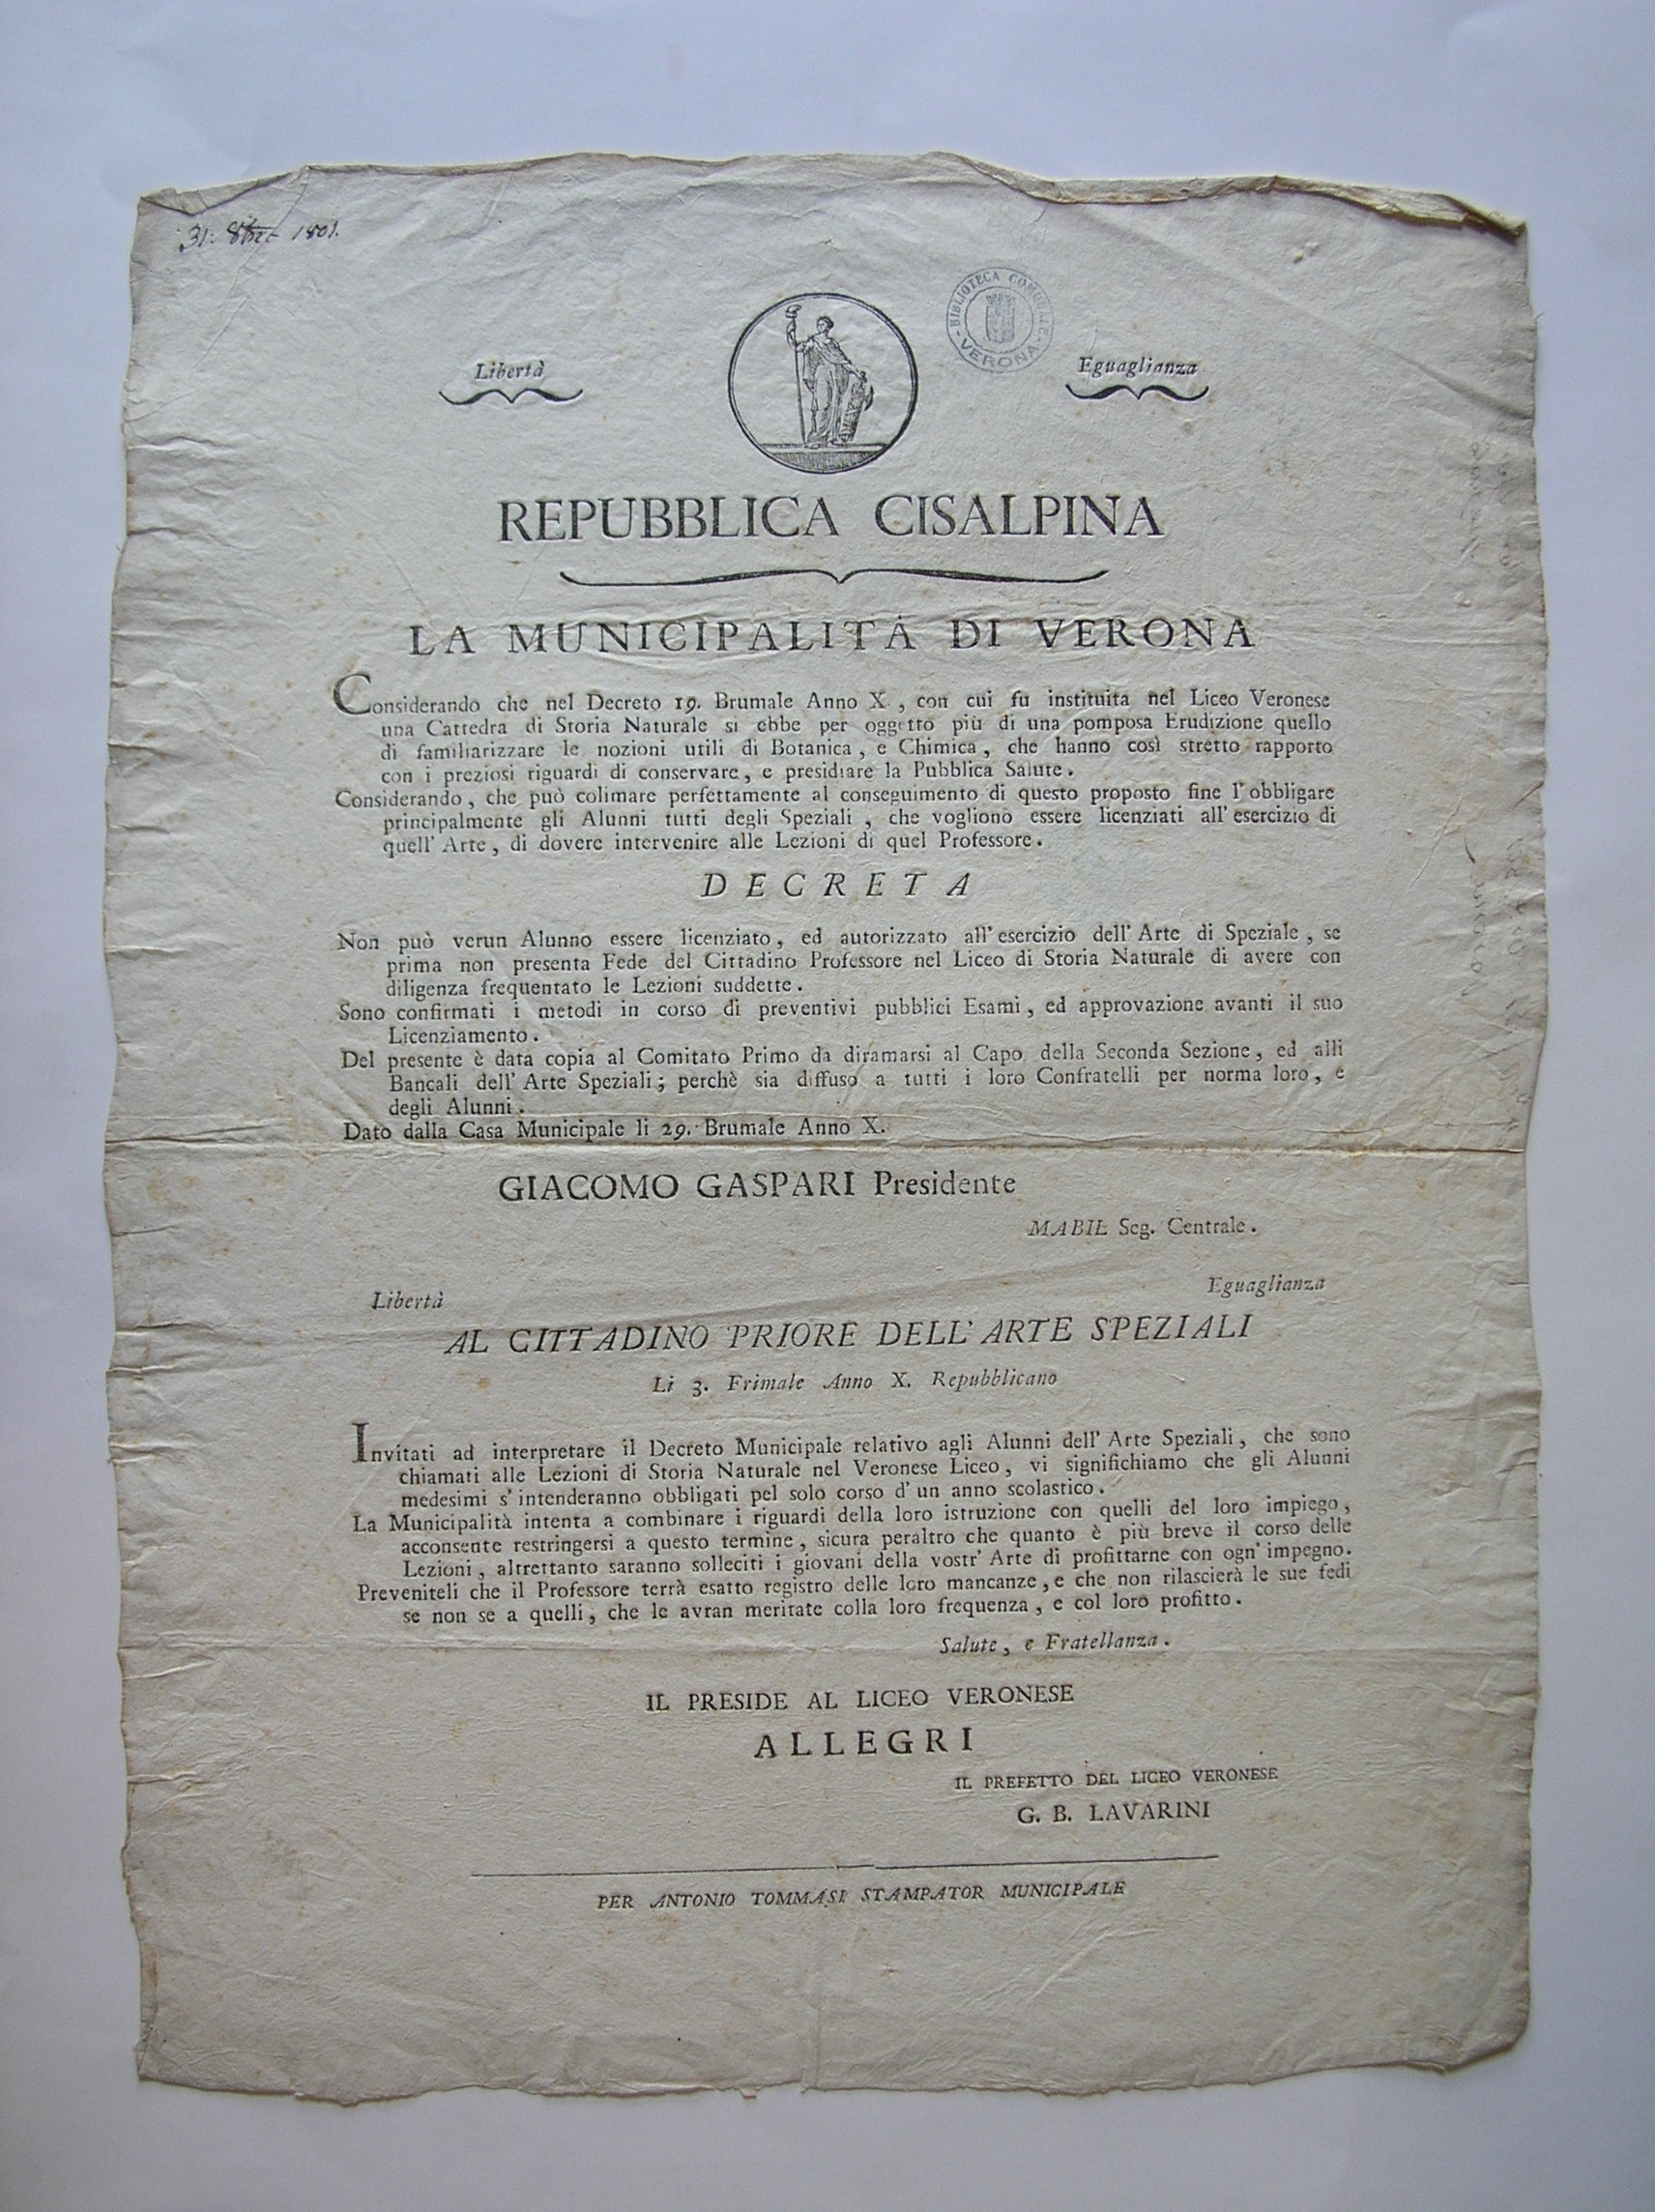 31: 8bre 1801.
BIBLIOTECA COMUNALE
VERONA
Libertà
Eguaglianza
REPUBBLICA CISALPINA
LA MUNICIPALITÀ DI VERONA
Considerando che nel Decreto 19. Brumale Anno X, con cui fu instituita nel Liceo Veronese
una Cattedra di Storia Naturale si ebbe per oggetto più di una pomposa Erudizione quello
di familiarizzare le nozioni utili di Botanica, e Chimica, che hanno così stretto rapporto
con i preziosi riguardi di conservare, e presidiare la Pubblica Salute.
Considerando, che può colimare perfettamente al conseguimento di questo proposto fine l'obbligare
principalmente gli Alunni tutti degli Speziali, che vogliono essere licenziati all'esercizio di
quell'Arte, di dovere intervenire alle Lezioni di quel Professore.
DECRETA
Non può verun Alunno essere licenziato, ed autorizzato all'esercizio dell'Arte di Speziale, se
prima non presenta Fede del Cittadino Professore nel Liceo di Storia Naturale di avere con
diligenza frequentato le Lezioni suddette.
Sono confirmati i metodi in corso di preventivi pubblici Esami, ed approvazione avanti il suo
Licenziamento.
Del presente è data copia al Comitato Primo da diramarsi al Capo della Seconda Sezione, ed alli
Bancali dell'Arte Speziali; perchè sia diffuso a tutti i loro Confratelli per norma loro, e
degli Alunni.
Dato dalla Casa Municipale li 29. Brumale Anno X.
GIACOMO GASPARI Presidente
MABIL Seg. Centrale.
Libertà
Eguaglianza
AL CITTADINO PRIORE DELL'ARTE SPEZIALI
Li 3. Frimale Anno X. Repubblicano
Invitati ad interpretare il Decreto Municipale relativo agli Alunni dell'Arte Speziali, che sono
chiamati alle Lezioni di Storia Naturale nel Veronese Liceo, vi significhiamo che gli Alunni
medesimi s'intenderanno obbligati pel solo corso d'un anno scolastico.
La Municipalità intenta a combinare i riguardi della loro istruzione con quelli del loro impiego,
acconsente restringersi a questo termine, sicura peraltro che quanto è più breve il corso delle
Lezioni, altrettanto saranno solleciti i giovani della vostr'Arte di profittarne con ogn'impegno.
Preveniteli che il Professore terrà esatto registro delle loro mancanze, e che non rilascierà le sue fedi
se non se a quelli, che le avran meritate colla loro frequenza, e col loro profitto.
Salute, e Fratellanza.
IL PRESIDE AL LICEO VERONESE
ALLEGRI
IL PREFETTO DEL LICEO VERONESE
G. B. LAVARINI
PER ANTONIO TOMMASI STAMPATOR MUNICIPALE